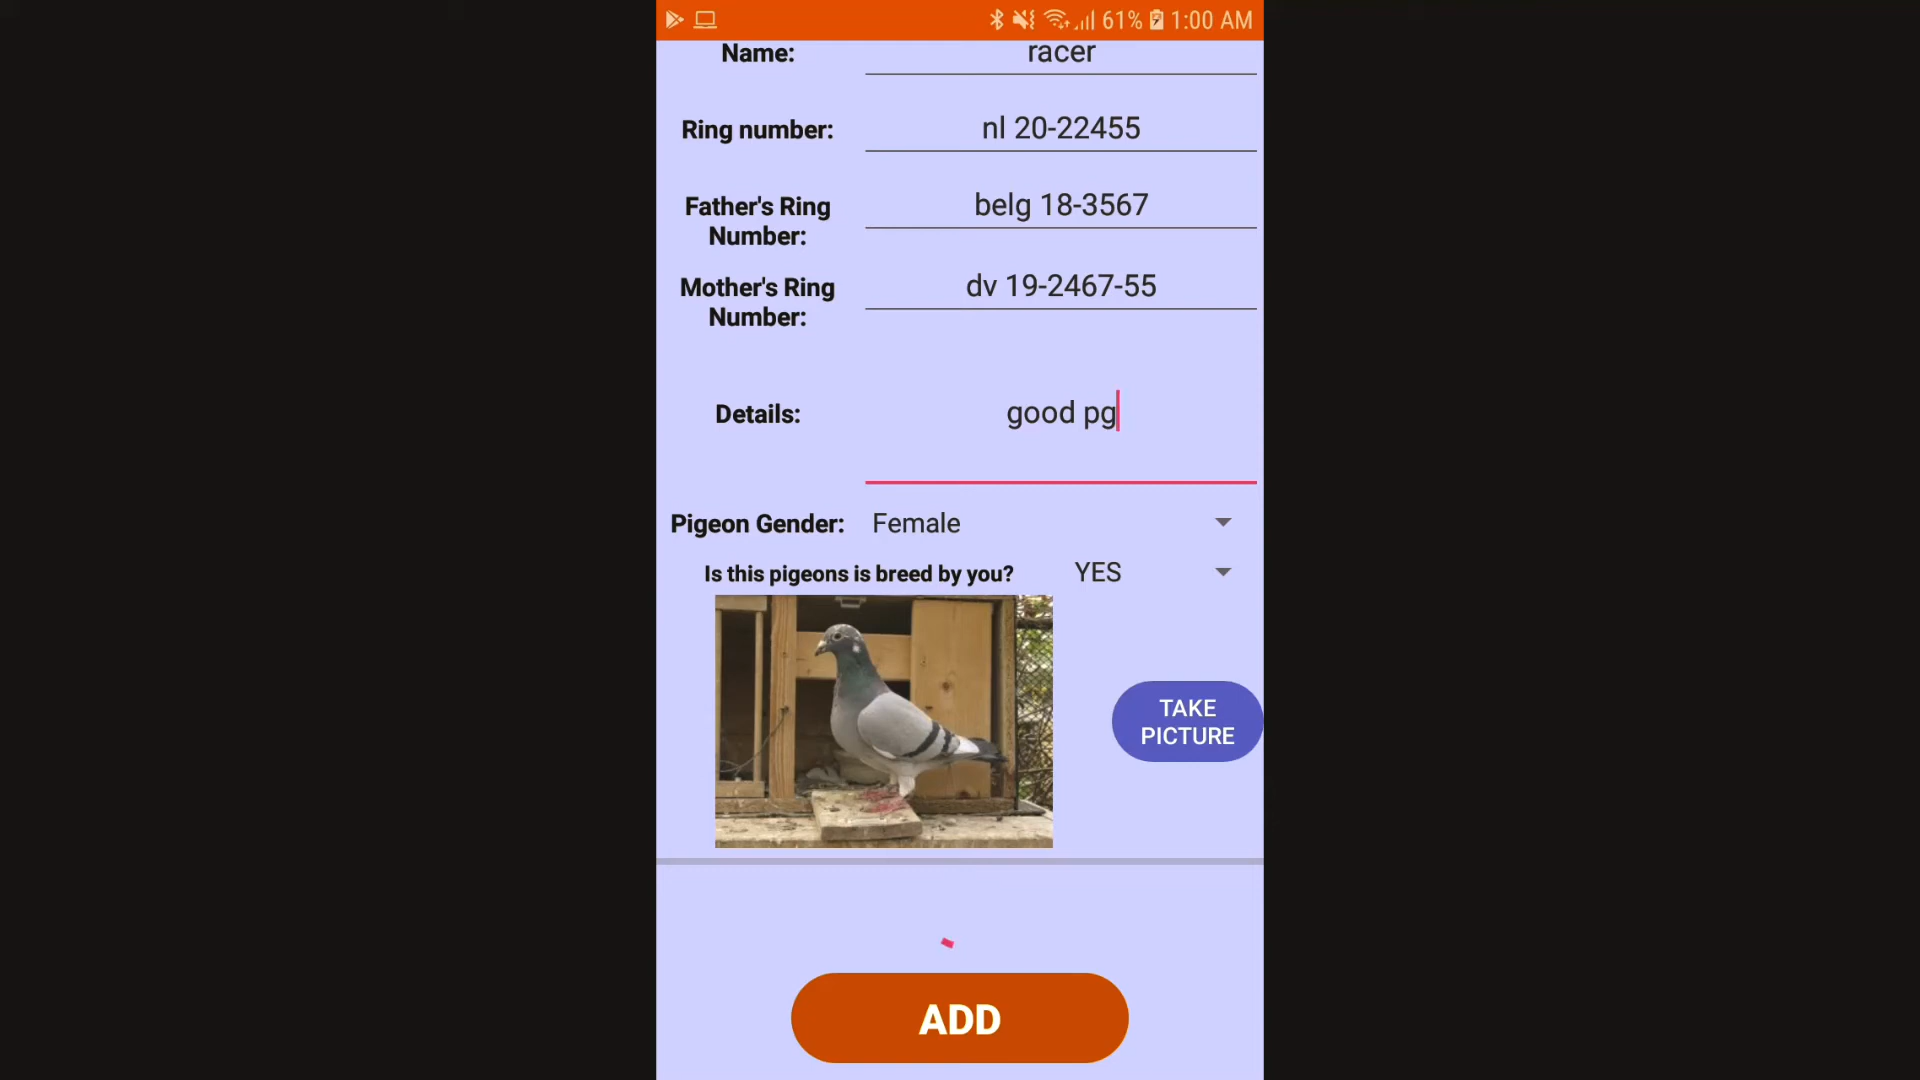 61% 1:00 AM
Name: racer
Ring number: nl 20-22455
Father's Ring
Number:
belg 18-3567
Mother's Ring
Number:
dv 19-2467-55
Details: good pg
Pigeon Gender: Female
Is this pigeons is breed by you? YES
TAKE
PICTURE
ADD